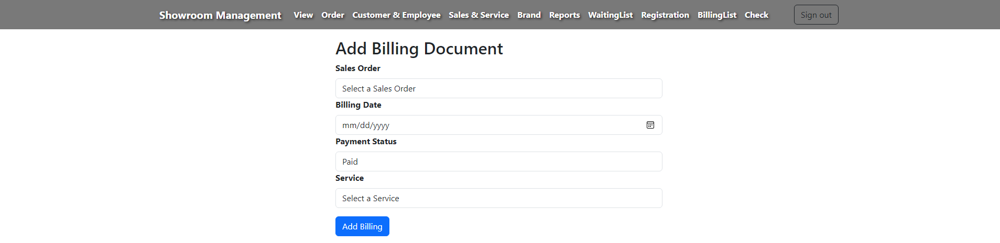 Showroom Management View Order Customer & Employee Sales & Service Brand Reports WaitingList Registration BillingList Check Sign out
Add Billing Document
Sales Order
Select a Sales Order
Billing Date
mm/dd/yyyy
Payment Status
Paid
Service
Select a Service
Add Billing